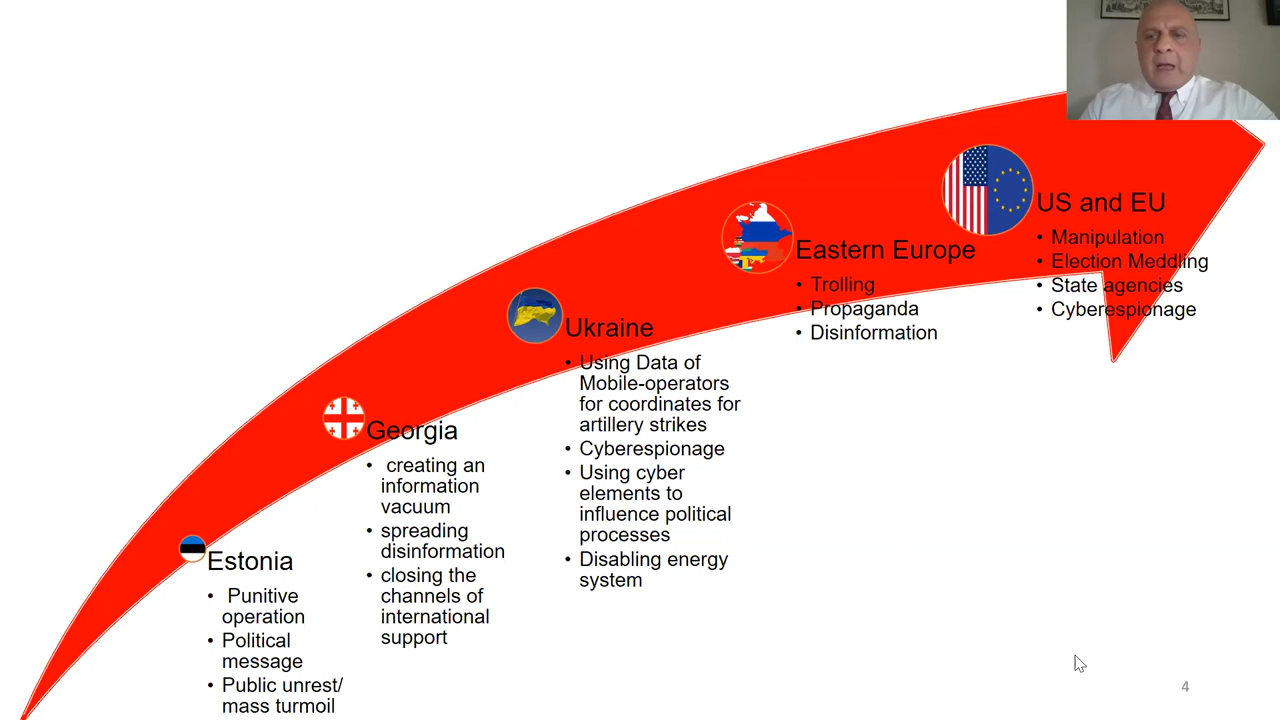 Estonia
• Punitive
operation
• Political
message
• Public unrest/
mass turmoil
Georgia
• creating an
information
vacuum
• spreading
disinformation
• closing the
channels of
international
support
Ukraine
• Using Data of
Mobile-operators
for coordinates for
artillery strikes
• Cyberespionage
• Using cyber
elements to
influence political
processes
• Disabling energy
system
Eastern Europe
• Trolling
• Propaganda
• Disinformation
US and EU
• Manipulation
• Election Meddling
• State agencies
• Cyberespionage
4